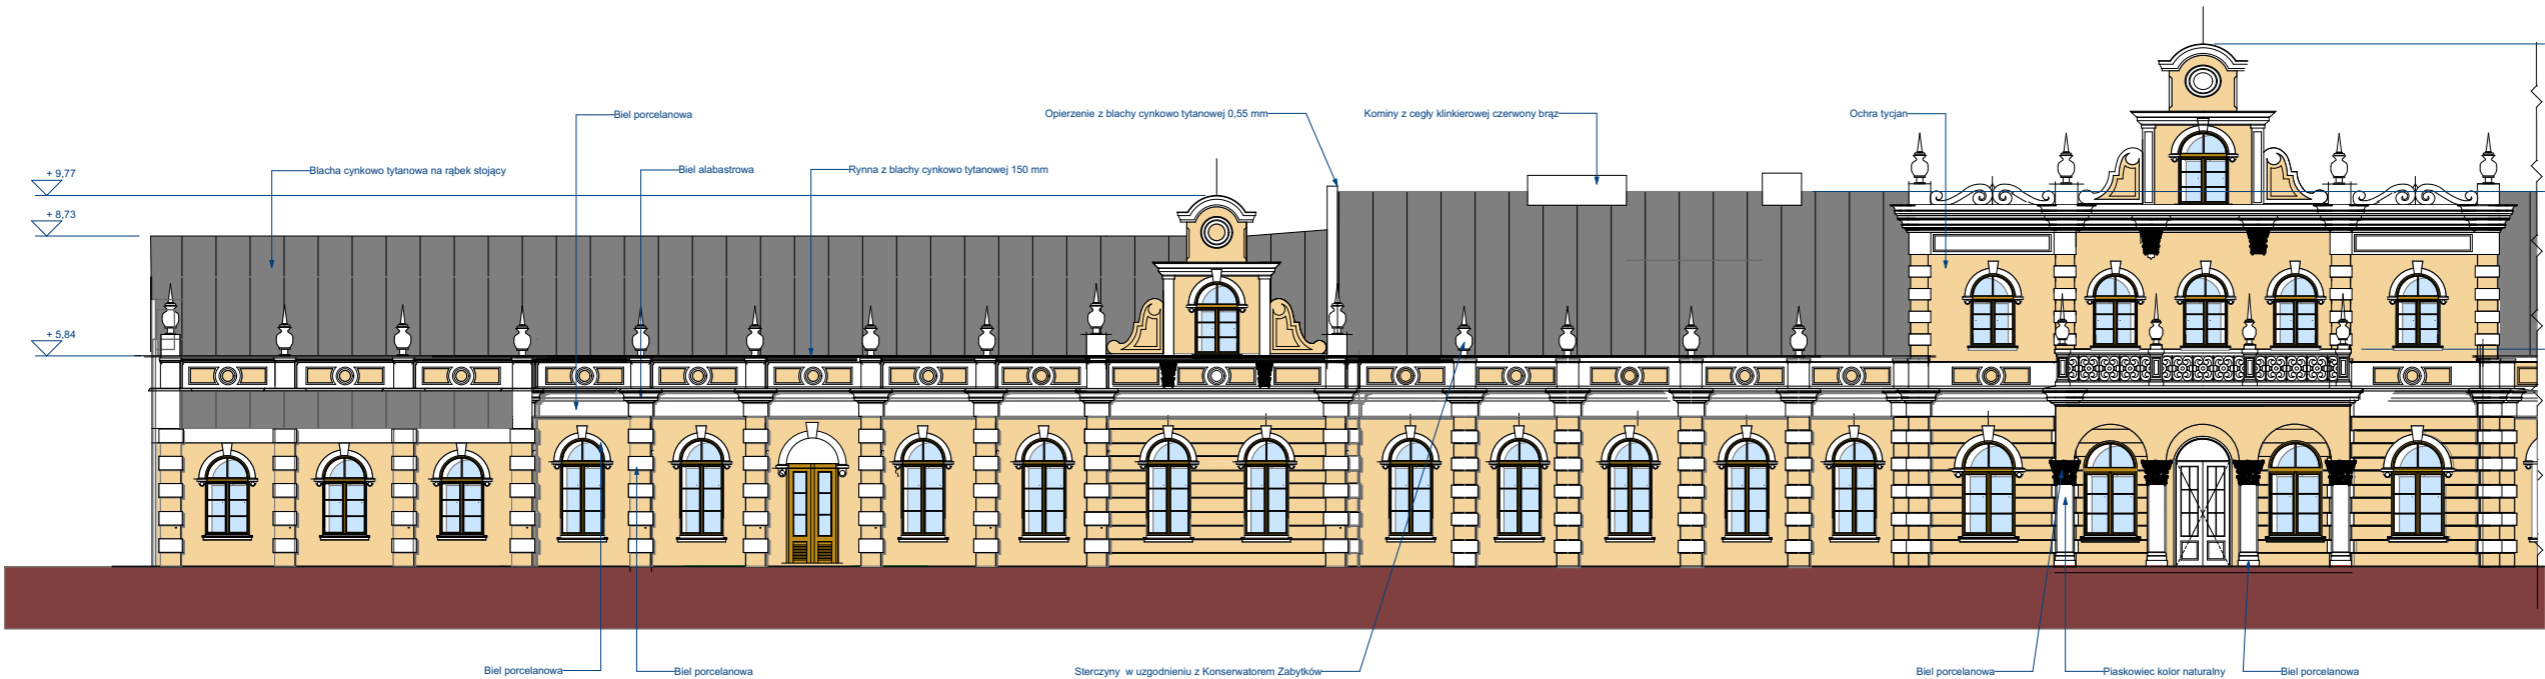 Biel porcelanowa
Opierzenie z blachy cynkowo tytanowej 0,55 mm
Kominy z cegły klinkierowej czerwony brąz
Ochra tycjan
+ 9,77
Blacha cynkowo tytanowa na rąbek stojący
Biel alabastrowa
Rynna z blachy cynkowo tytanowej 150 mm
+ 8,73
+ 5,84
Biel porcelanowa
Biel porcelanowa
Sterczyny w uzgodnieniu z Konserwatorem Zabytków
Biel porcelanowa
Piaskowiec kolor naturalny
Biel porcelanowa